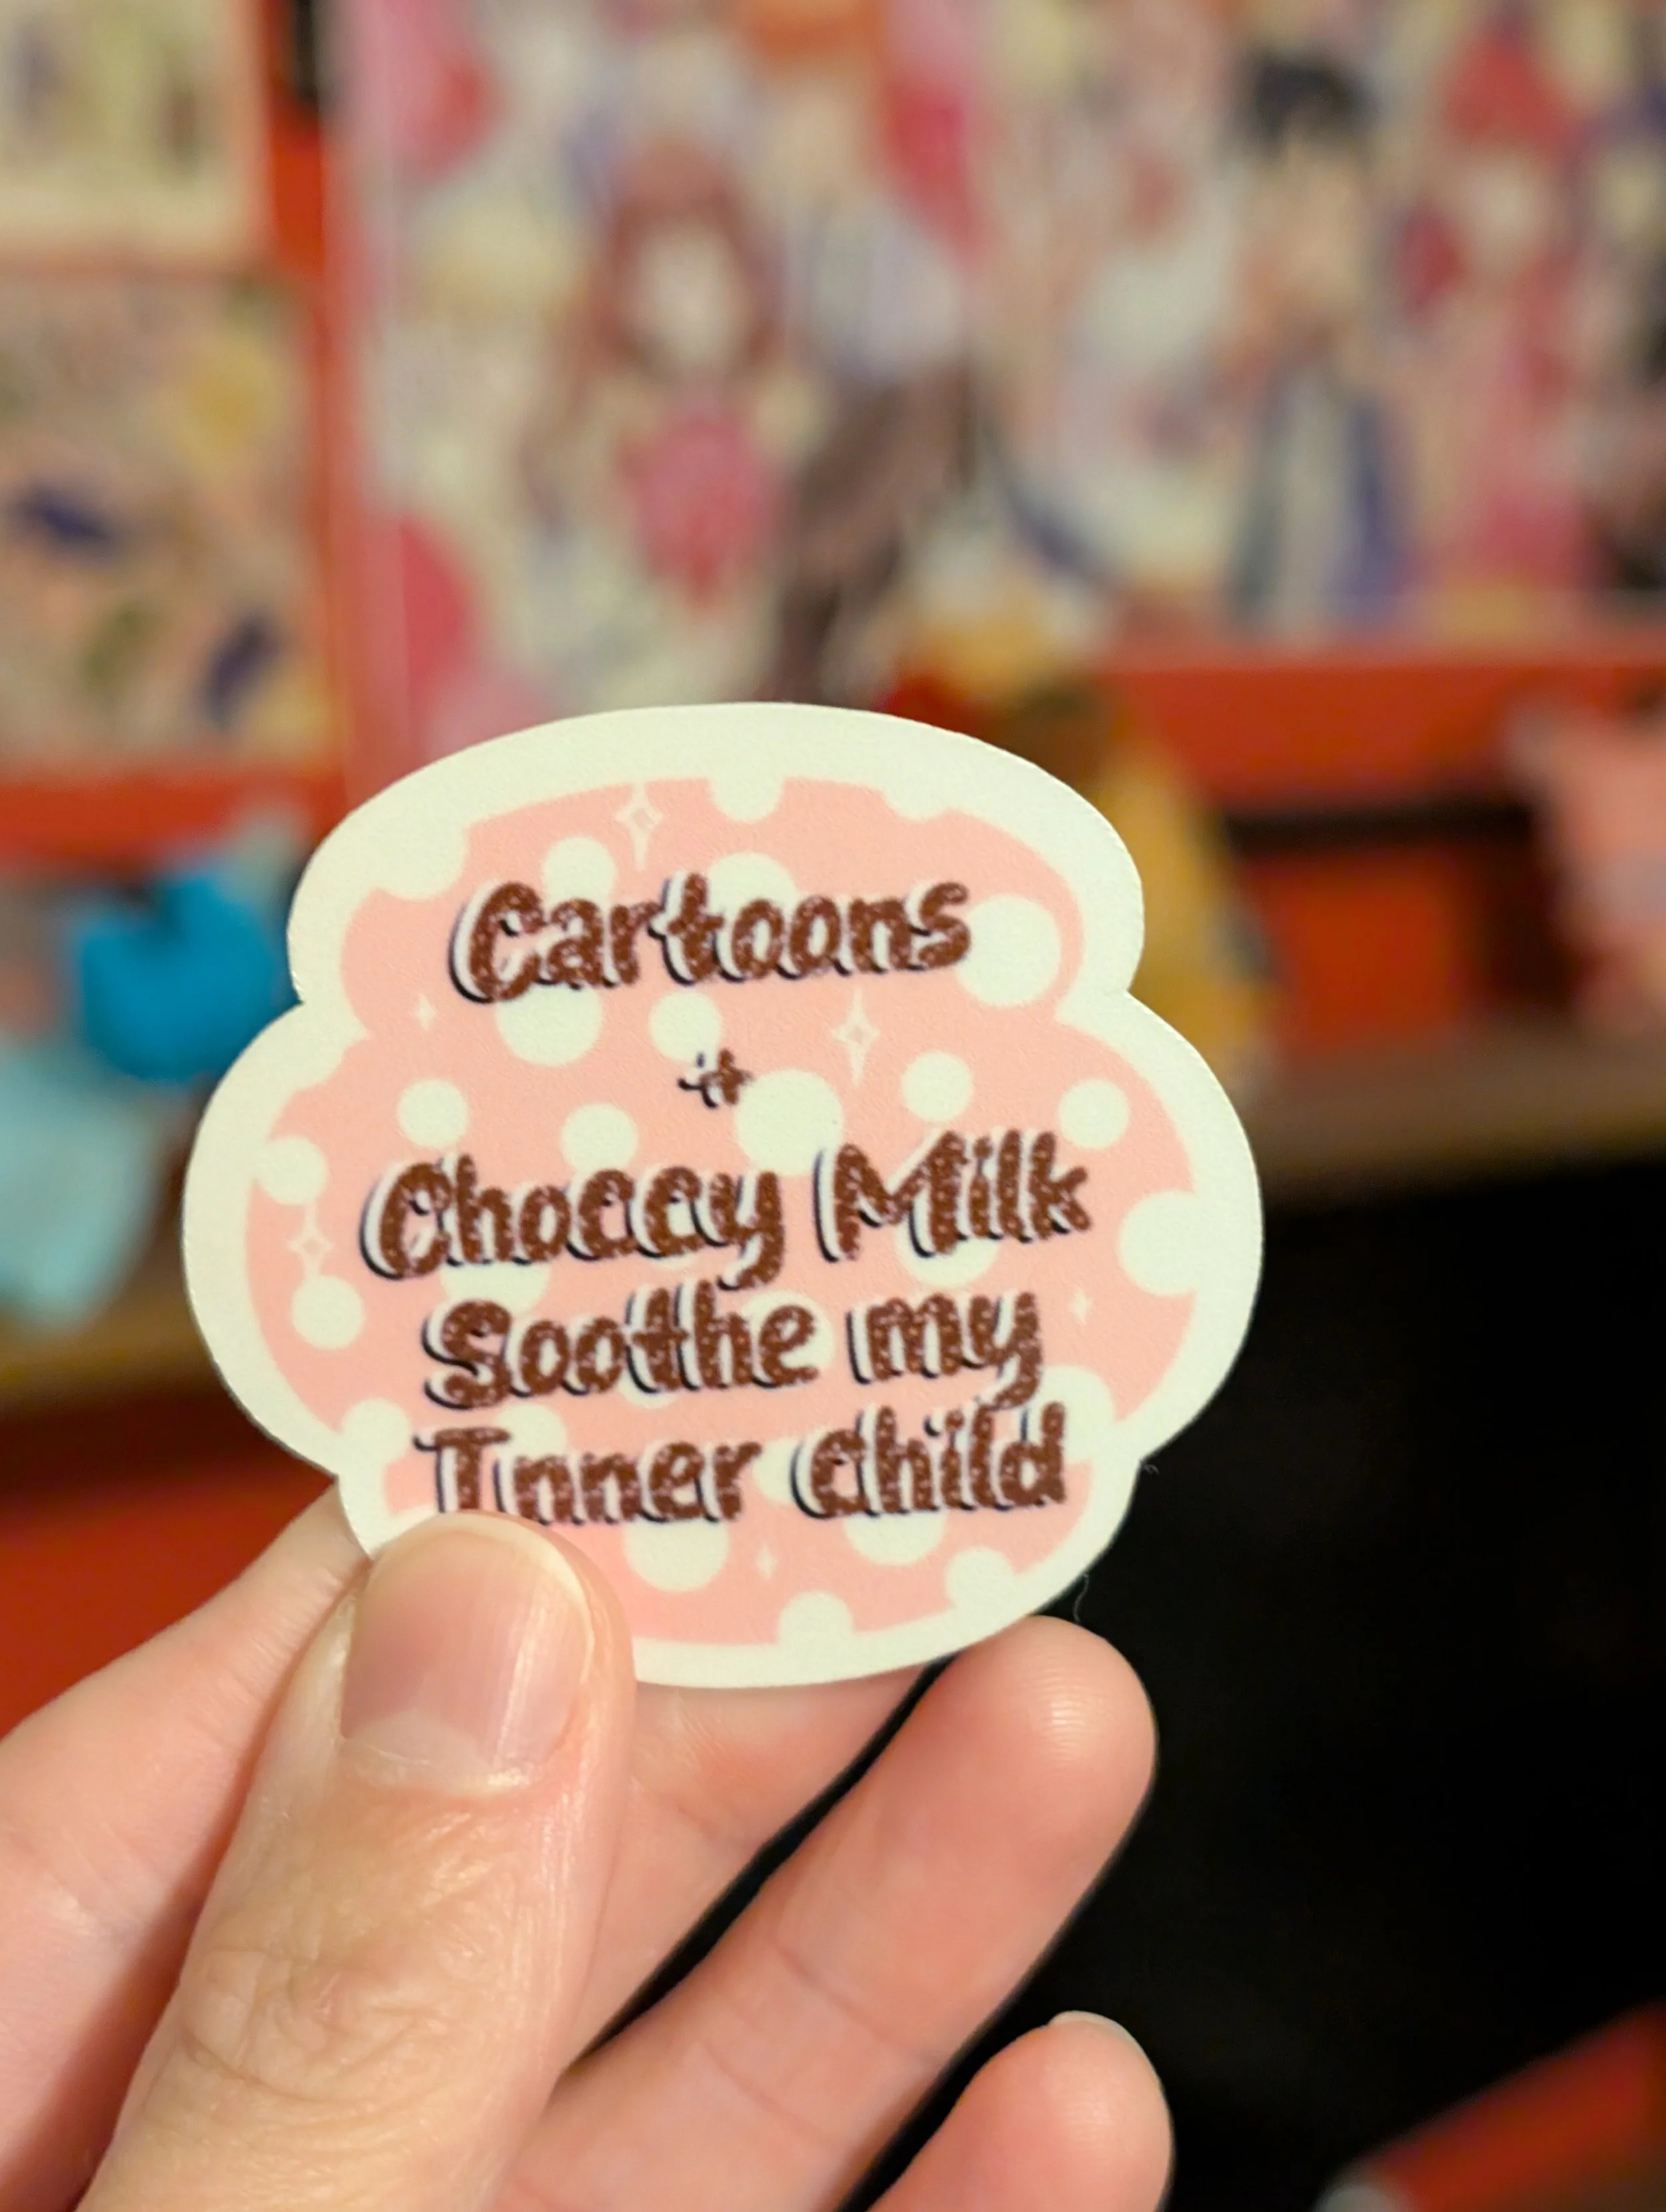 Cartoons
+
Choccy Milk
Soothe my
Inner Child